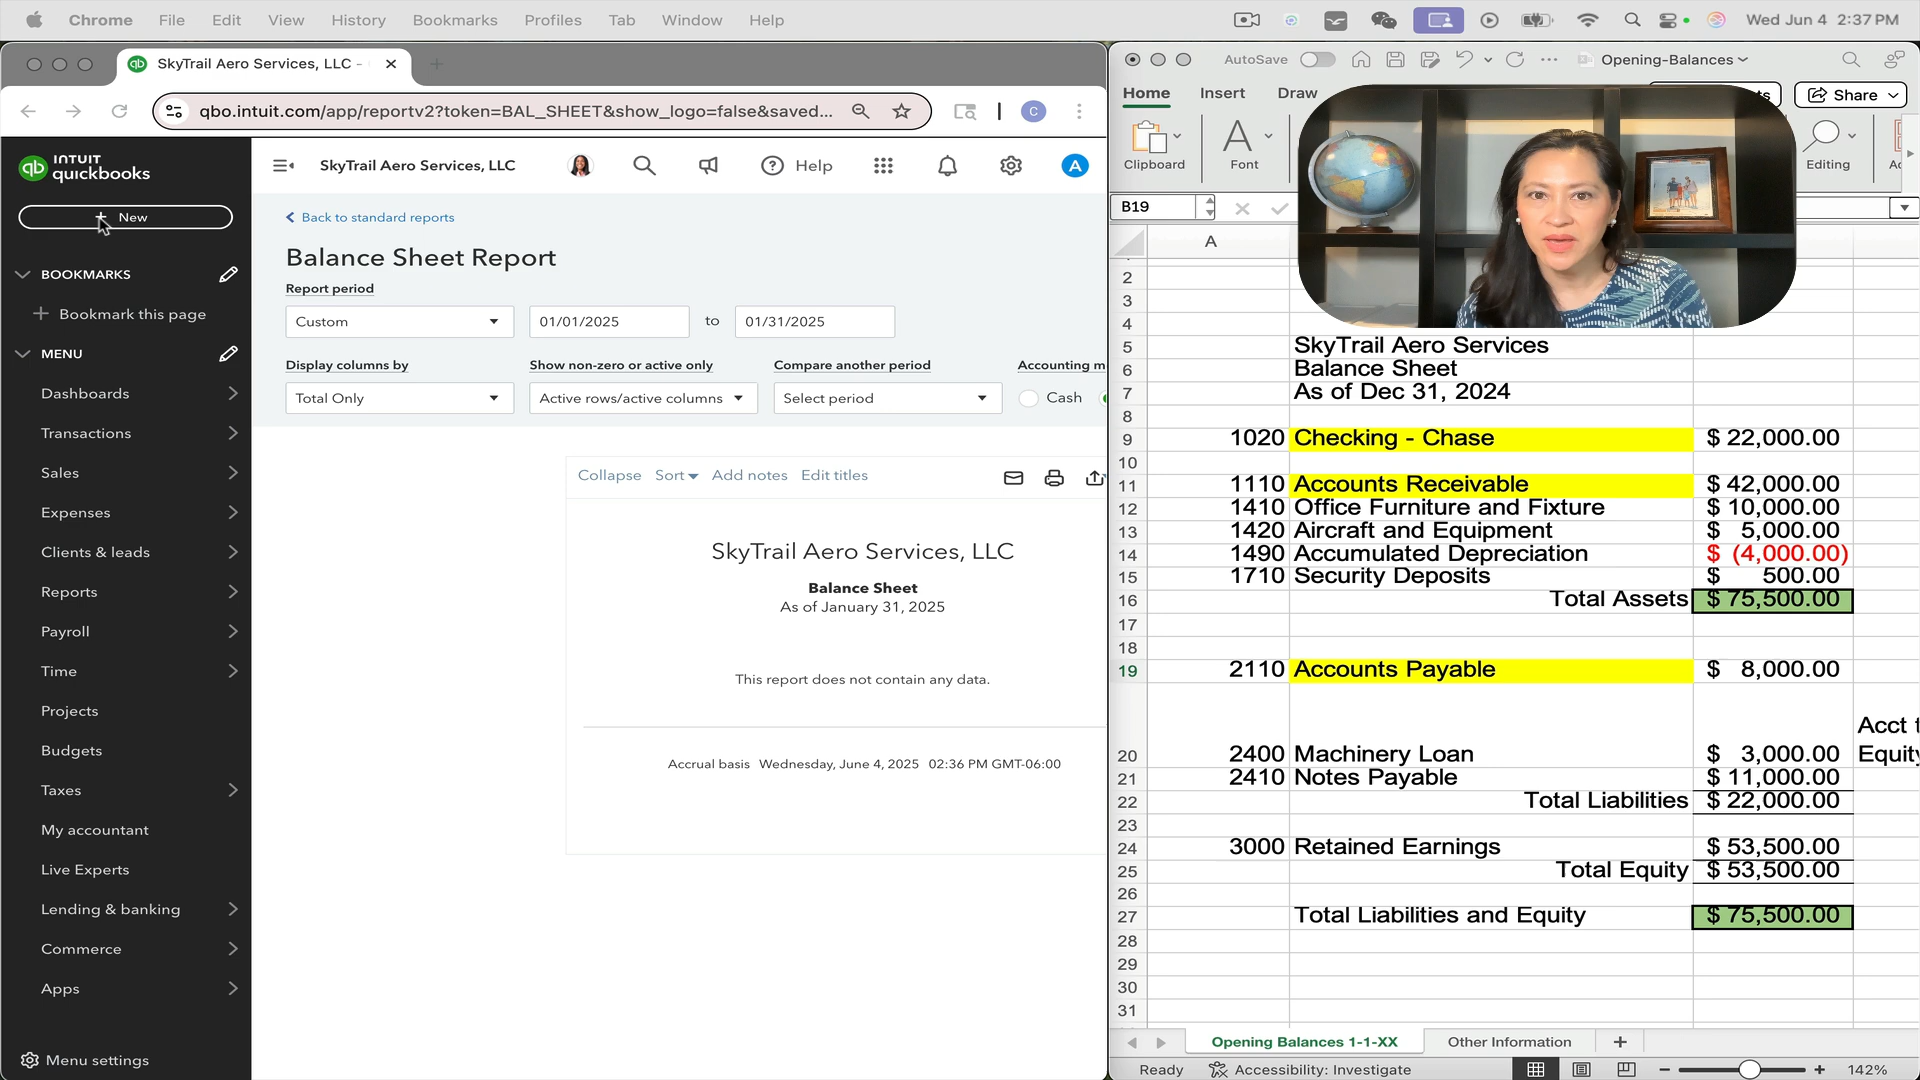 Chrome File Edit View History Bookmarks Profiles Tab Window Help
Wed Jun 4 2:37 PM
SkyTrail Aero Services, LLC -
qbo.intuit.com/app/reportv2?token=BAL_SHEET&show_logo=false&saved...
C
INTUIT
quickbooks
New
BOOKMARKS
Bookmark this page
MENU
Dashboards
Transactions
Sales
Expenses
Clients & leads
Reports
Payroll
Time
Projects
Budgets
Taxes
My accountant
Live Experts
Lending & banking
Commerce
Apps
Menu settings
SkyTrail Aero Services, LLC
Help
A
Back to standard reports
Balance Sheet Report
Report period
Custom 01/01/2025 to 01/31/2025
Display columns by Show non-zero or active only Compare another period Accounting m
Total Only Active rows/active columns Select period Cash
Collapse Sort Add notes Edit titles
SkyTrail Aero Services, LLC
Balance Sheet
As of January 31, 2025
This report does not contain any data.
Accrual basis Wednesday, June 4, 2025 02:36 PM GMT-06:00
AutoSave Opening-Balances
Home Insert Draw
Share
Clipboard Font Editing
B19
A
2
3
4
5 SkyTrail Aero Services
6 Balance Sheet
7 As of Dec 31, 2024
8
9 1020 Checking - Chase $ 22,000.00
10
11 1110 Accounts Receivable $ 42,000.00
12 1410 Office Furniture and Fixture $ 10,000.00
13 1420 Aircraft and Equipment $ 5,000.00
14 1490 Accumulated Depreciation $ (4,000.00)
15 1710 Security Deposits $ 500.00
16 Total Assets $ 75,500.00
17
18
19 2110 Accounts Payable $ 8,000.00
Acct t
20 2400 Machinery Loan $ 3,000.00 Equity
21 2410 Notes Payable $ 11,000.00
22 Total Liabilities $ 22,000.00
23
24 3000 Retained Earnings $ 53,500.00
25 Total Equity $ 53,500.00
26
27 Total Liabilities and Equity $ 75,500.00
28
29
30
31
Opening Balances 1-1-XX Other Information
Ready Accessibility: Investigate 142%